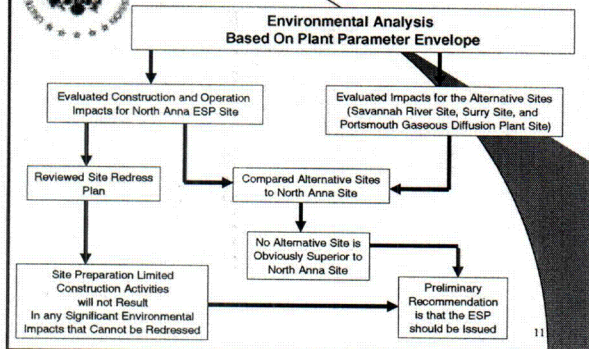 Environmental Analysis
Based On Plant Parameter Envelope
Evaluated Construction and Operation
Impacts for North Anna ESP Site
Evaluated Impacts for the Alternative Sites
(Savannah River Site, Surry Site, and
Portsmouth Gaseous Diffusion Plant Site)
Reviewed Site Redress
Plan
Compared Alternative Sites
to North Anna Site
No Alternative Site is
Obviously Superior to
North Anna Site
Site Preparation Limited
Construction Activities
will not Result
In any Significant Environmental
Impacts that Cannot be Redressed
Preliminary
Recommendation
is that the ESP
should be Issued
11